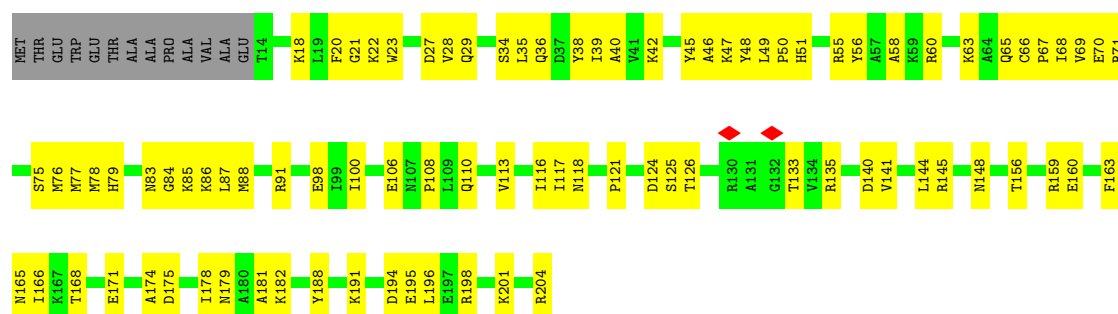 MET THR GLU TRP GLU THR ALA ALA PRO ALA VAL ALA GLU T14 K18 L19 F20 G21 K22 W23 D27 V28 Q29 S34 L35 Q36 D37 Y38 I39 A40 V41 K42 Y45 A46 K47 Y48 L49 P50 H51 R55 Y56 A57 A58 K59 R60 K63 A64 Q65 C66 P67 I68 V69 E70 R71
S75 M76 M77 M78 H79 N83 G84 K85 K86 L87 M88 R91 E98 I99 I100 E106 N107 P108 L109 Q110 V113 I116 I117 N118 P121 D124 S125 T126 R130 A131 G132 T133 V134 R135 D140 V141 L144 R145 N148 T156 R159 E160 F163
N165 I166 K167 T168 E171 A174 D175 I178 N179 A180 A181 K182 Y188 K191 D194 E195 L196 E197 R198 K201 R204